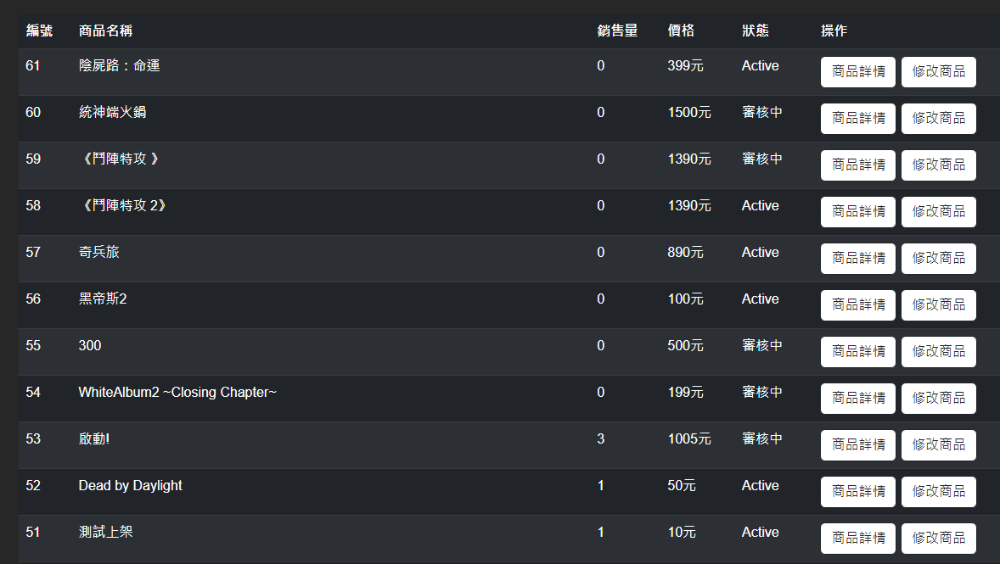 編號 商品名稱 銷售量 價格 狀態 操作
61 陰屍路：命運 0 399元 Active 商品詳情 修改商品
60 統神端火鍋 0 1500元 審核中 商品詳情 修改商品
59 《鬥陣特攻 》 0 1390元 審核中 商品詳情 修改商品
58 《鬥陣特攻 2》 0 1390元 Active 商品詳情 修改商品
57 奇兵旅 0 890元 Active 商品詳情 修改商品
56 黑帝斯2 0 100元 Active 商品詳情 修改商品
55 300 0 500元 審核中 商品詳情 修改商品
54 WhiteAlbum2 ~Closing Chapter~ 0 199元 審核中 商品詳情 修改商品
53 啟動! 3 1005元 審核中 商品詳情 修改商品
52 Dead by Daylight 1 50元 Active 商品詳情 修改商品
51 測試上架 1 10元 Active 商品詳情 修改商品